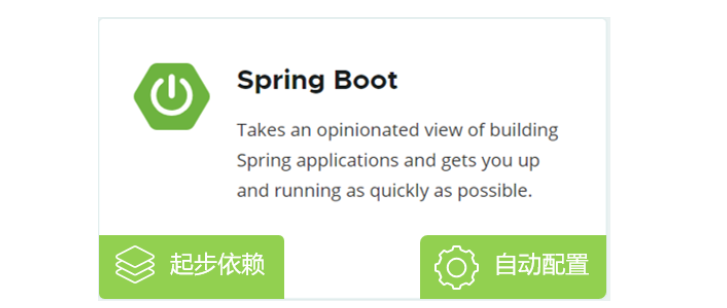 Spring Boot
Takes an opinionated view of building
Spring applications and gets you up
and running as quickly as possible.
起步依赖
自动配置